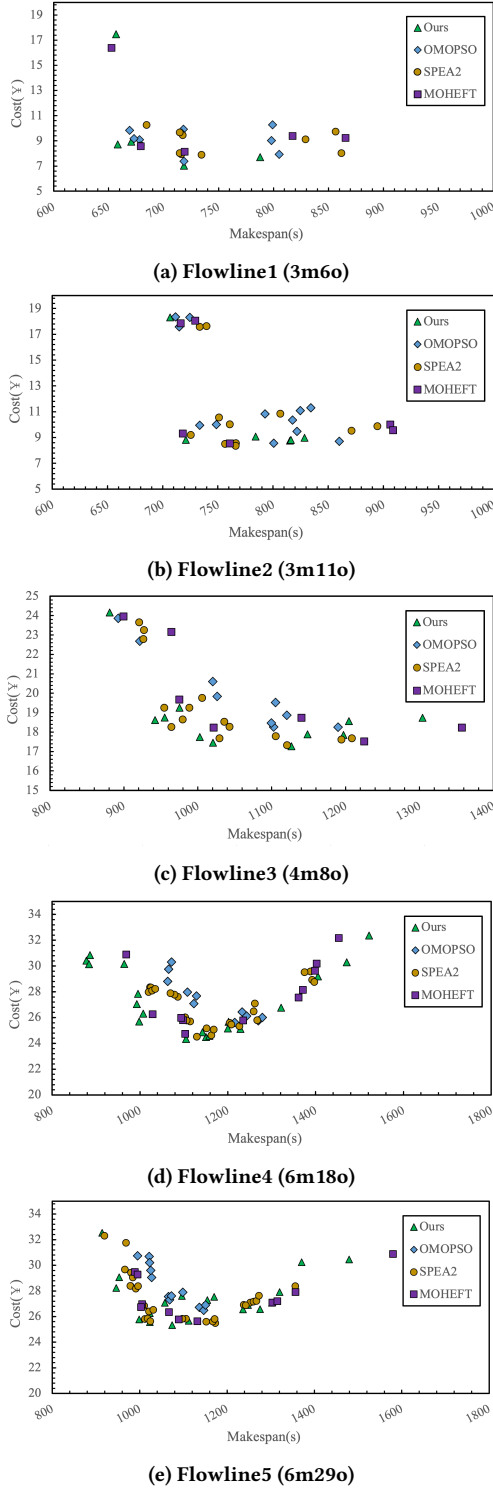 19
17
15
13
11
9
7
5
Cost(¥)
Ours
OMOPSO
SPEA2
MOHEFT
600 650 700 750 800 850 900 950 1000
Makespan(s)
(a) Flowline1 (3m6o)
19
17
15
13
11
9
7
5
Cost(¥)
Ours
OMOPSO
SPEA2
MOHEFT
600 650 700 750 800 850 900 950 1000
Makespan(s)
(b) Flowline2 (3m11o)
25
24
23
22
21
20
19
18
17
16
15
Cost(¥)
Ours
OMOPSO
SPEA2
MOHEFT
800 900 1000 1100 1200 1300 1400
Makespan(s)
(c) Flowline3 (4m8o)
34
32
30
28
26
24
22
20
Cost(¥)
Ours
OMOPSO
SPEA2
MOHEFT
800 1000 1200 1400 1600 1800
Makespan(s)
(d) Flowline4 (6m18o)
34
32
30
28
26
24
22
20
Cost(¥)
Ours
OMOPSO
SPEA2
MOHEFT
800 1000 1200 1400 1600 1800
Makespan(s)
(e) Flowline5 (6m29o)